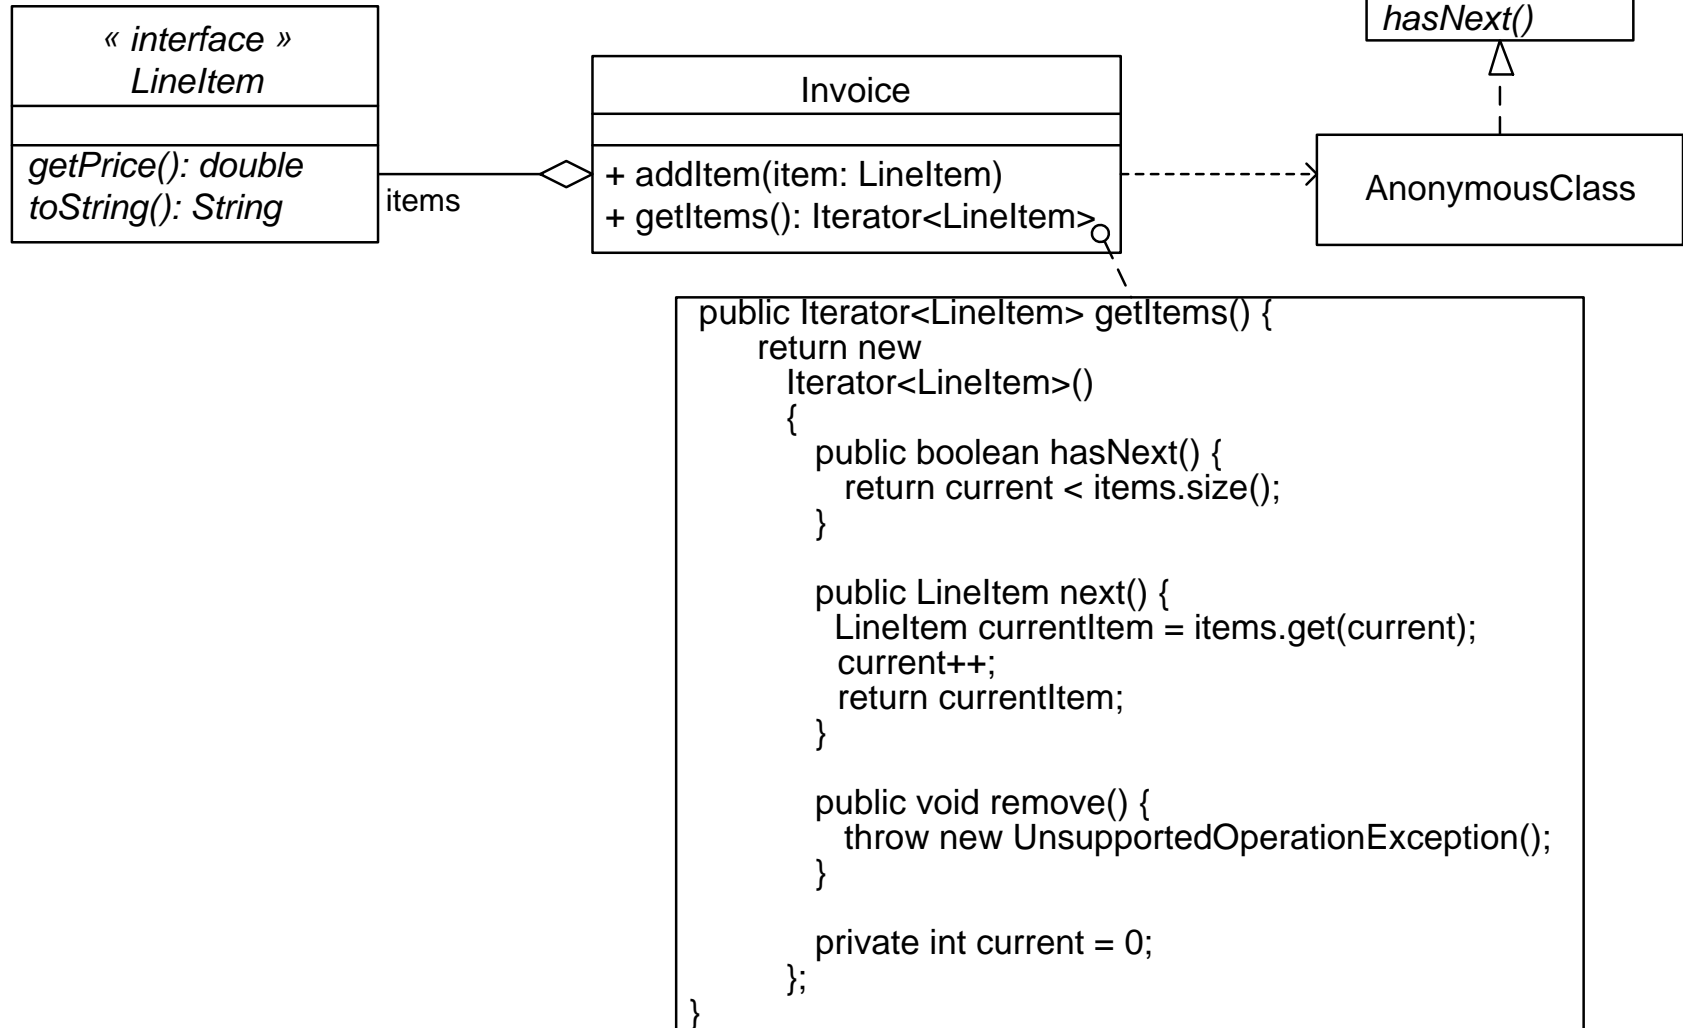 « interface »
LineItem
getPrice(): double
toString(): String
items
Invoice
+ addItem(item: LineItem)
+ getItems(): Iterator<LineItem>
hasNext()
AnonymousClass
public Iterator<LineItem> getItems() {
return new
Iterator<LineItem>()
{
public boolean hasNext() {
return current < items.size();
}
public LineItem next() {
LineItem currentItem = items.get(current);
current++;
return currentItem;
}
public void remove() {
throw new UnsupportedOperationException();
}
private int current = 0;
};
}